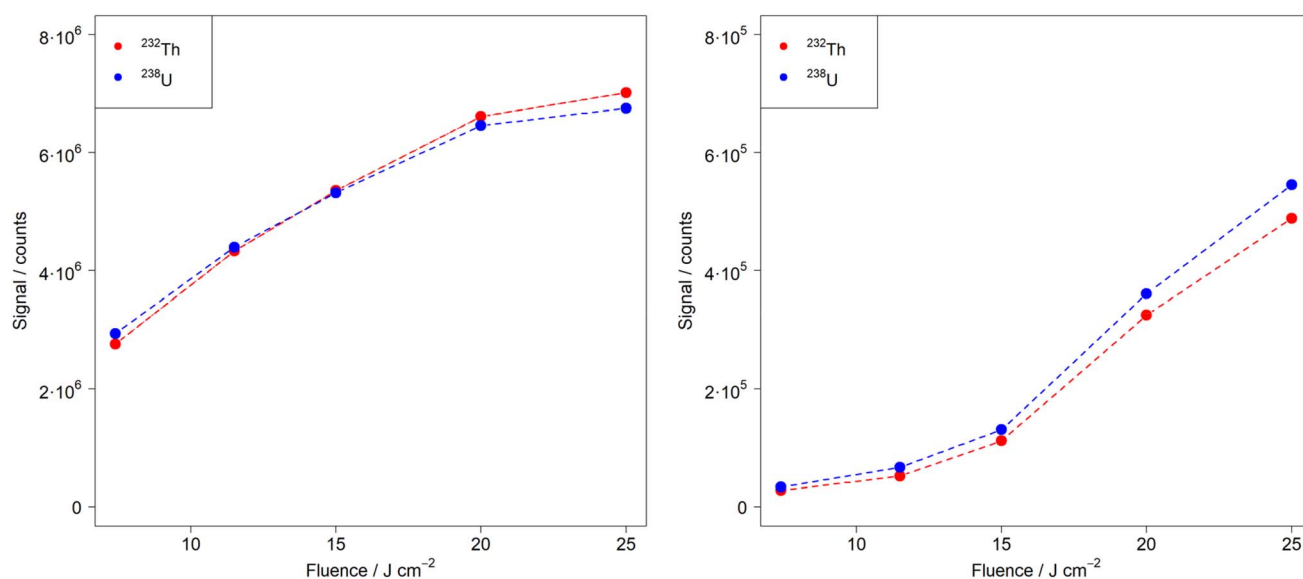 8·10⁶
6·10⁶
4·10⁶
2·10⁶
0
Signal / counts
²³²Th
²³⁸U
10 15 20 25
Fluence / J cm⁻²
8·10⁵
6·10⁵
4·10⁵
2·10⁵
0
Signal / counts
²³²Th
²³⁸U
10 15 20 25
Fluence / J cm⁻²